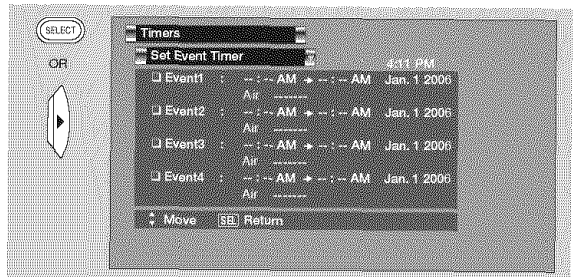 SELECT
OR
Timers
Set Event Timer
4:11 PM
❑ Event1 : -- : -- AM → -- : -- AM Jan. 1 2006
Air -------
❑ Event2 : -- : -- AM → -- : -- AM Jan. 1 2006
Air -------
❑ Event3 : -- : -- AM → -- : -- AM Jan. 1 2006
Air -------
❑ Event4 : -- : -- AM → -- : -- AM Jan. 1 2006
Air -------
Move SEL Return